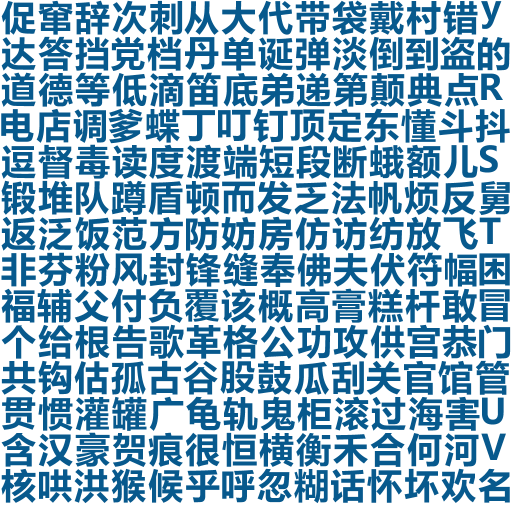 促窜辞次刺从大代带袋戴村错y
达答挡党档丹单诞弹淡倒到盗的
道德等低滴笛底弟递第颠典点R
电店调爹蝶丁叮钉顶定东懂斗抖
逗督毒读度渡端短段断蛾额儿S
锻堆队蹲盾顿而发乏法帆烦反舅
返泛饭范方防妨房仿访纺放飞T
非芬粉风封锋缝奉佛夫伏符幅困
福辅父付负覆该概高膏糕杆敢冒
个给根告歌革格公功攻供宫恭门
共钩估孤古谷股鼓瓜刮关官馆管
贯惯灌罐广龟轨鬼柜滚过海害U
含汉豪贺痕很恒横衡禾合何河V
核哄洪猴候乎呼忽糊话怀坏欢名